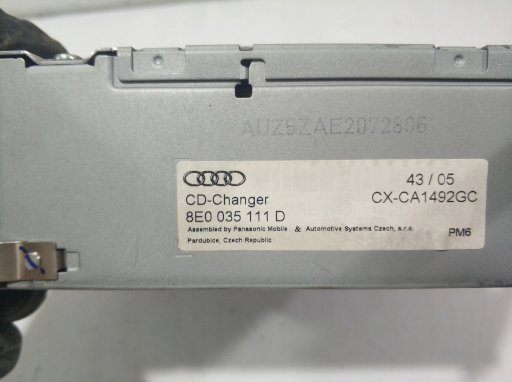 AUZ5ZAE2072806
43 / 05
CD-Changer
CX-CA1492GC
8E0 035 111 D
Assembled by Panasonic Mobile & Automotive Systems Czech, s.r.o.
Pardubice, Czech Republic
PM6